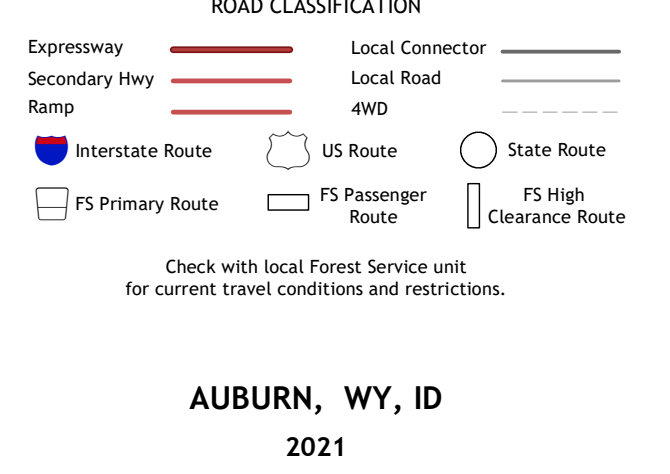 ROAD CLASSIFICATION
Expressway
Local Connector
Secondary Hwy
Local Road
Ramp
4WD
Interstate Route
US Route
State Route
FS Primary Route
FS Passenger
Route
FS High
Clearance Route
Check with local Forest Service unit
for current travel conditions and restrictions.
AUBURN, WY, ID
2021